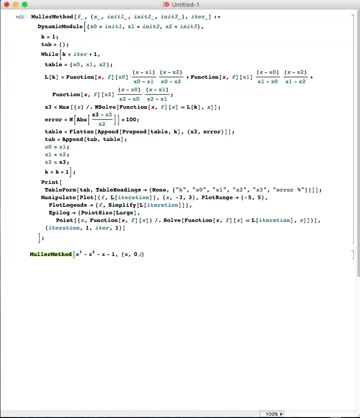 Untitled-1
MullerMethod[f_, {x_, init1_, init2_, init3_}, iter_] :=
DynamicModule[{x0 = init1, x1 = init2, x2 = init3},
k = 1;
tab = {};
While[k < iter + 1,
table = {x0, x1, x2};
L[k] = Function[x, f][x0] (x - x1)/(x0 - x1) (x - x2)/(x0 - x2) + Function[x, f][x1] (x - x0)/(x1 - x0) (x - x2)/(x1 - x2) +
Function[x, f][x2] (x - x0)/(x2 - x0) (x - x1)/(x2 - x1);
x3 = Max[{x} /. NSolve[Function[x, f][x] == L[k], x]];
error = N[Abs[(x3 - x2)/x2]] * 100;
table = Flatten[Append[Prepend[table, k], {x3, error}]];
tab = Append[tab, table];
x0 = x1;
x1 = x2;
x2 = x3;
k = k + 1];
Print[
TableForm[tab, TableHeadings → {None, {"k", "x0", "x1", "x2", "x3", "error %"}}]];
Manipulate[Plot[{f, L[iteration]}, {x, -3, 3}, PlotRange → {-5, 5},
PlotLegends → {f, Simplify[L[iteration]]},
Epilog → {PointSize[Large],
Point[{x, Function[x, f][x]} /. Solve[Function[x, f][x] == L[iteration], x]]}],
{iteration, 1, iter, 1}]
];
MullerMethod[x³ - x² - x - 1, {x, 0,
100%